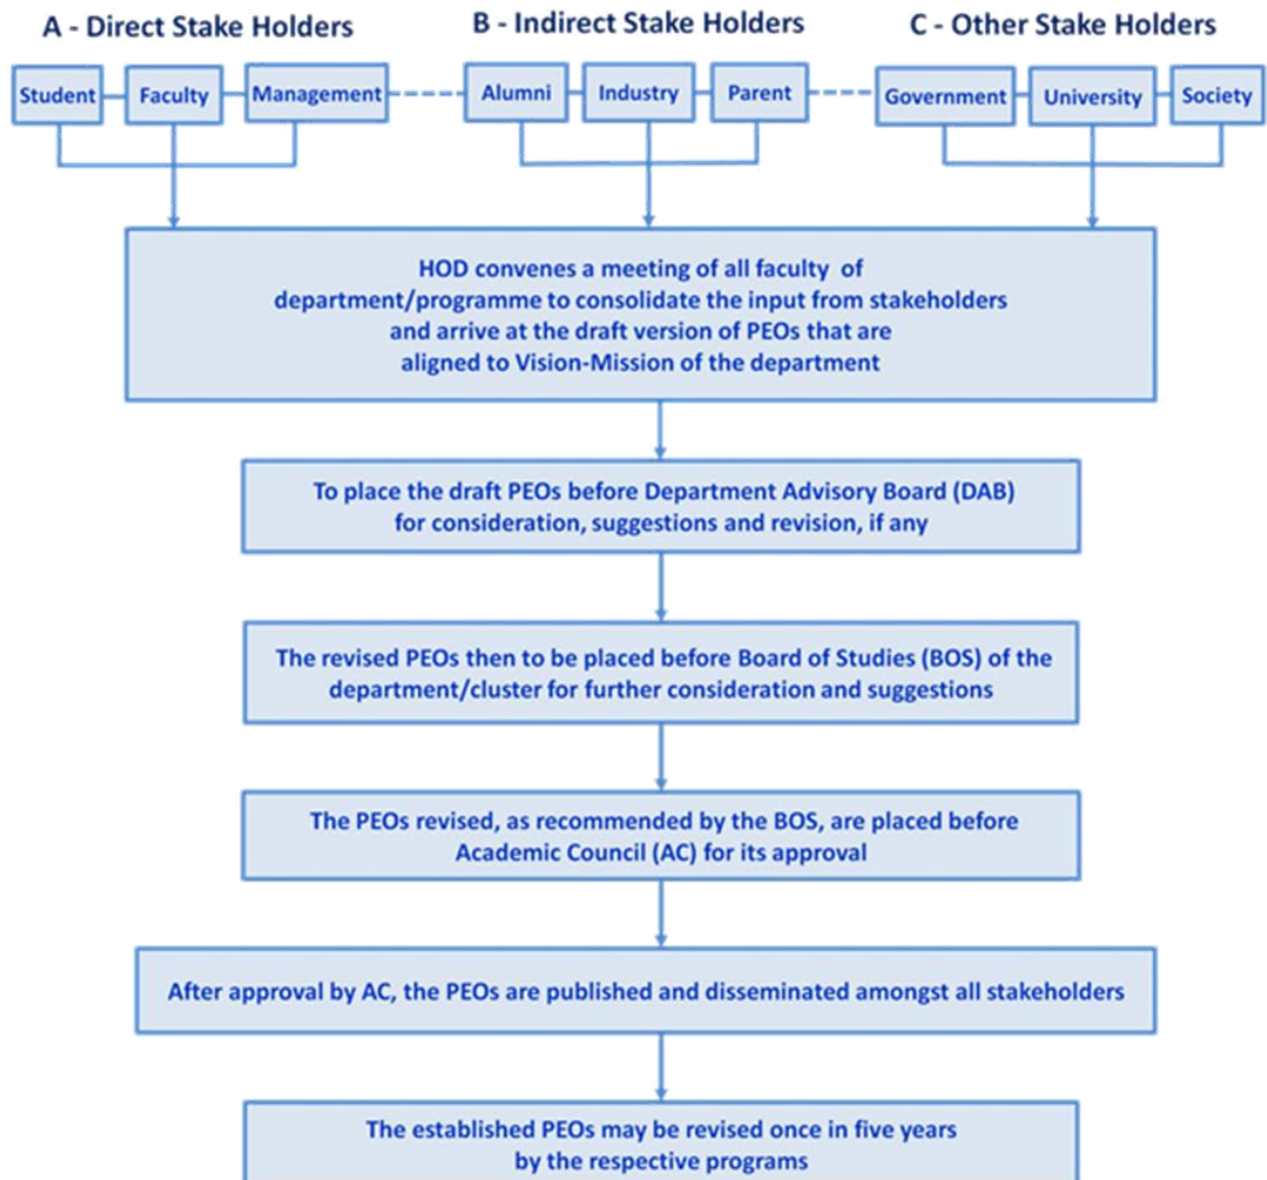 A - Direct Stake Holders
B - Indirect Stake Holders
C - Other Stake Holders
Student
Faculty
Management
Alumni
Industry
Parent
Government
University
Society
HOD convenes a meeting of all faculty of
department/programme to consolidate the input from stakeholders
and arrive at the draft version of PEOs that are
aligned to Vision-Mission of the department
To place the draft PEOs before Department Advisory Board (DAB)
for consideration, suggestions and revision, if any
The revised PEOs then to be placed before Board of Studies (BOS) of the
department/cluster for further consideration and suggestions
The PEOs revised, as recommended by the BOS, are placed before
Academic Council (AC) for its approval
After approval by AC, the PEOs are published and disseminated amongst all stakeholders
The established PEOs may be revised once in five years
by the respective programs